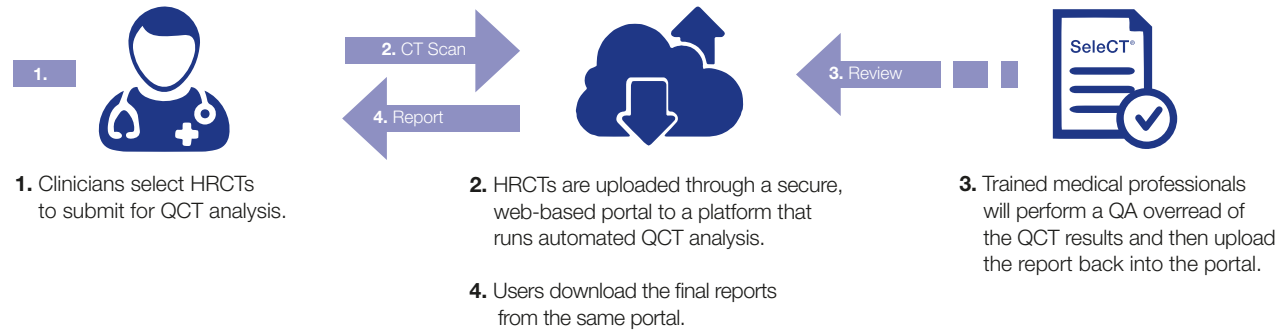 1.
2. CT Scan
4. Report
3. Review
SeleCT®
1. Clinicians select HRCTs
to submit for QCT analysis.
2. HRCTs are uploaded through a secure,
web-based portal to a platform that
runs automated QCT analysis.
4. Users download the final reports
from the same portal.
3. Trained medical professionals
will perform a QA overread of
the QCT results and then upload
the report back into the portal.